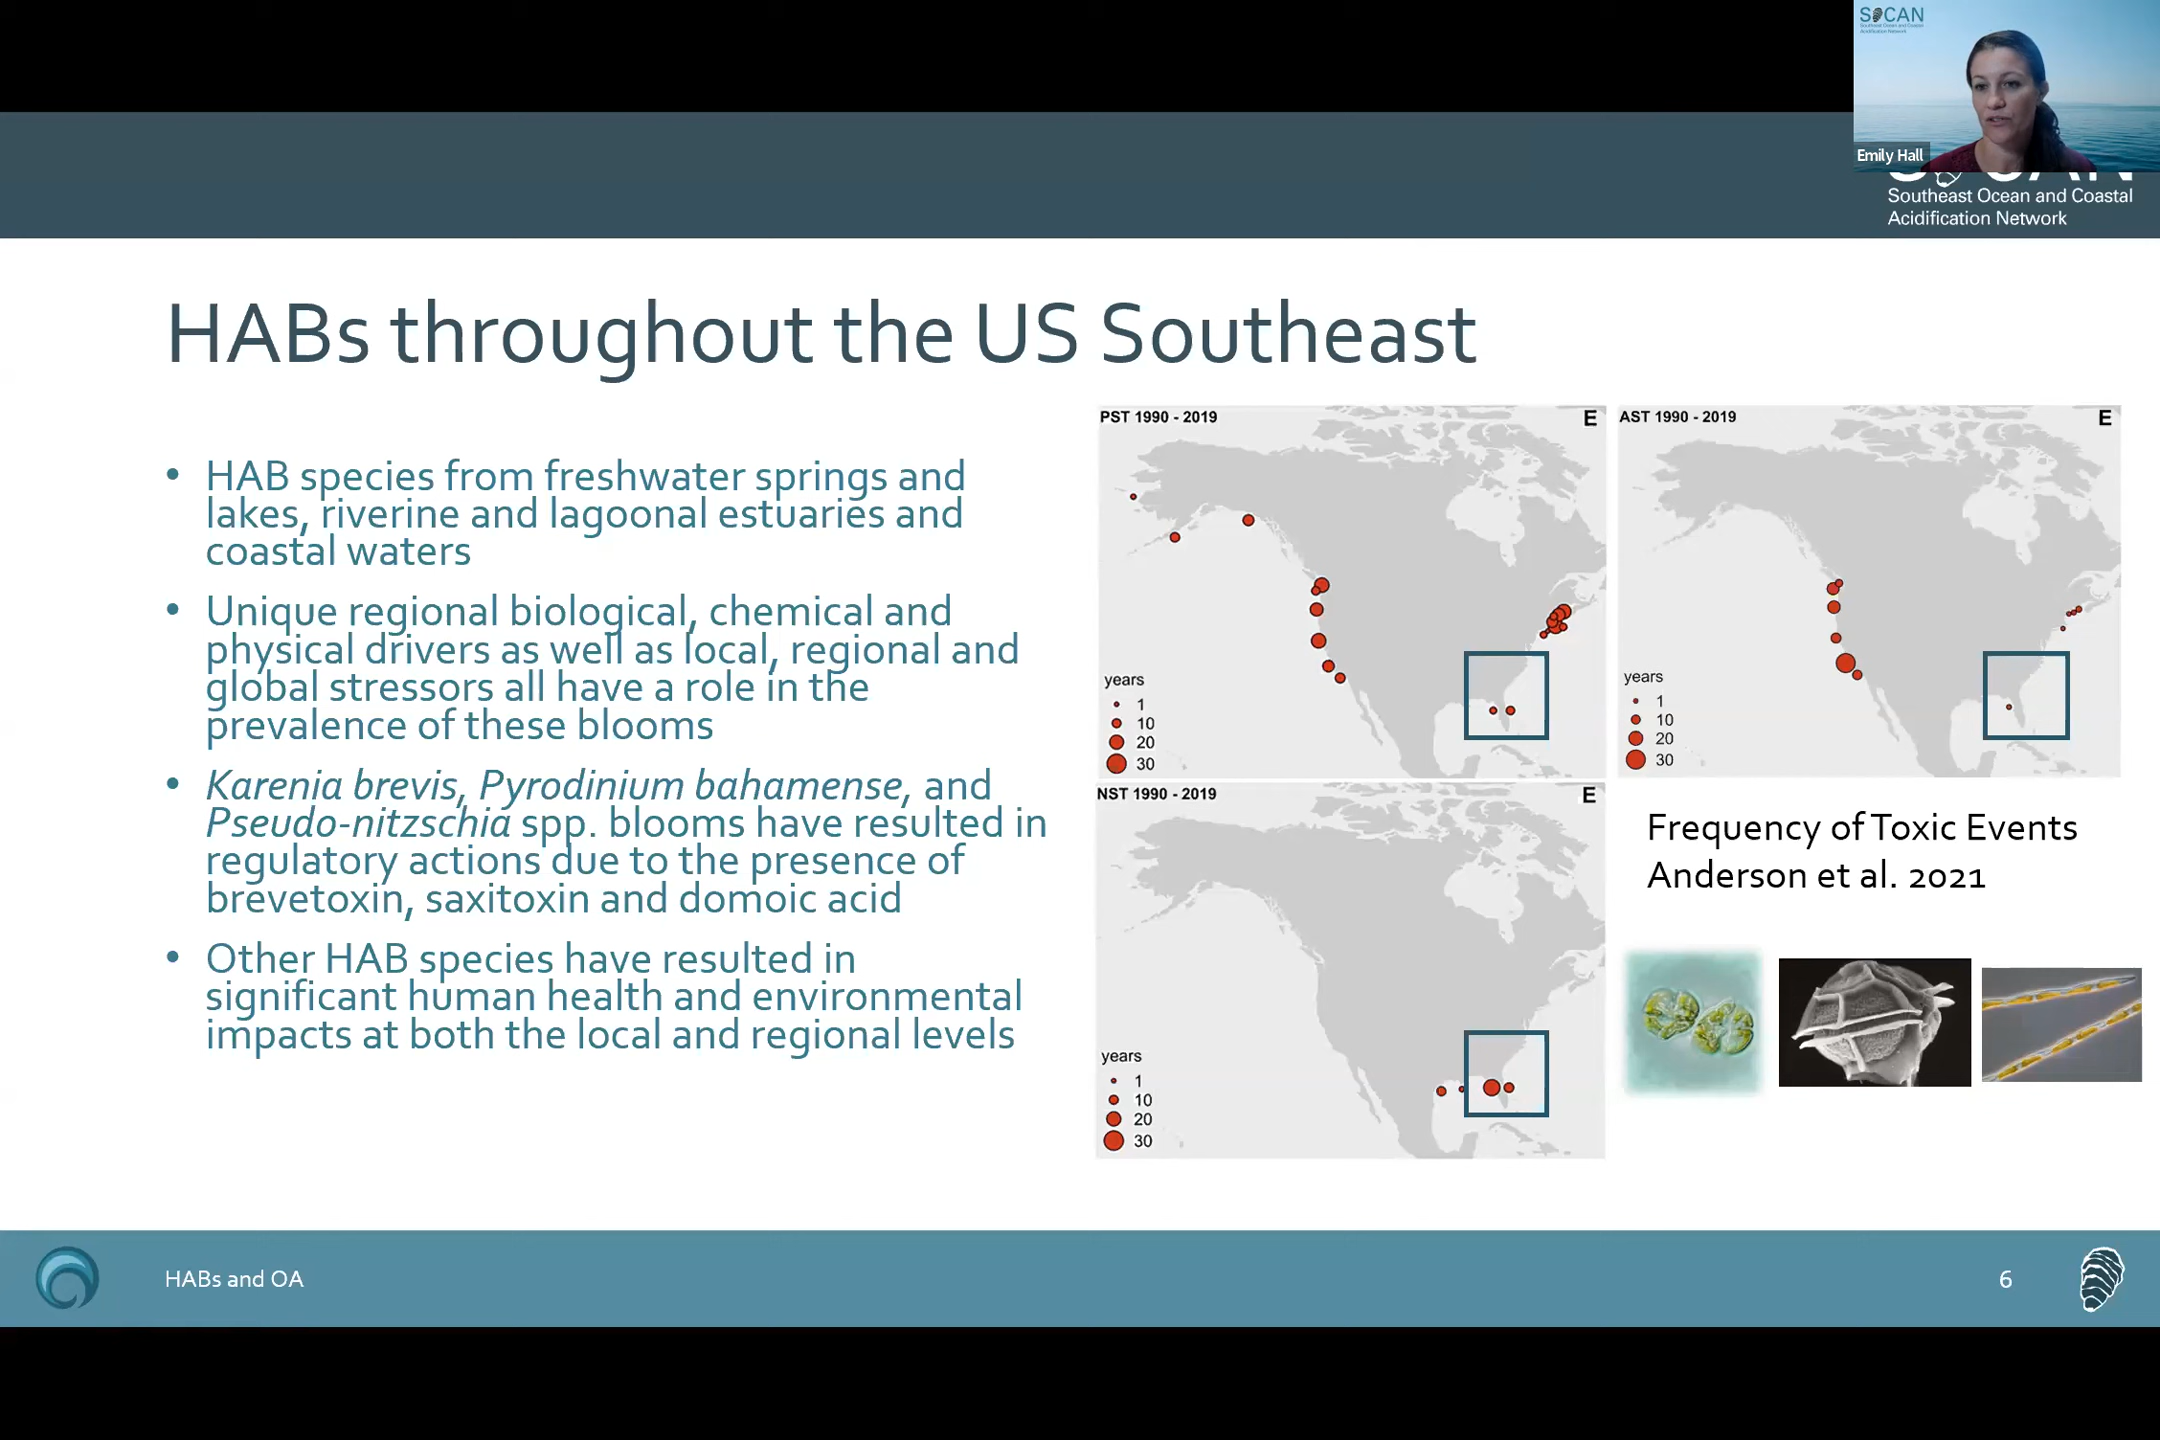 SOCAN
Emily Hall
Southeast Ocean and Coastal
Acidification Network
HABs throughout the US Southeast
• HAB species from freshwater springs and
lakes, riverine and lagoonal estuaries and
coastal waters
• Unique regional biological, chemical and
physical drivers as well as local, regional and
global stressors all have a role in the
prevalence of these blooms
• Karenia brevis, Pyrodinium bahamense, and
Pseudo-nitzschia spp. blooms have resulted in
regulatory actions due to the presence of
brevetoxin, saxitoxin and domoic acid
• Other HAB species have resulted in
significant human health and environmental
impacts at both the local and regional levels
PST 1990 - 2019
E
years
1
10
20
30
AST 1990 - 2019
E
years
1
10
20
30
NST 1990 - 2019
E
years
1
10
20
30
Frequency of Toxic Events
Anderson et al. 2021
HABs and OA
6